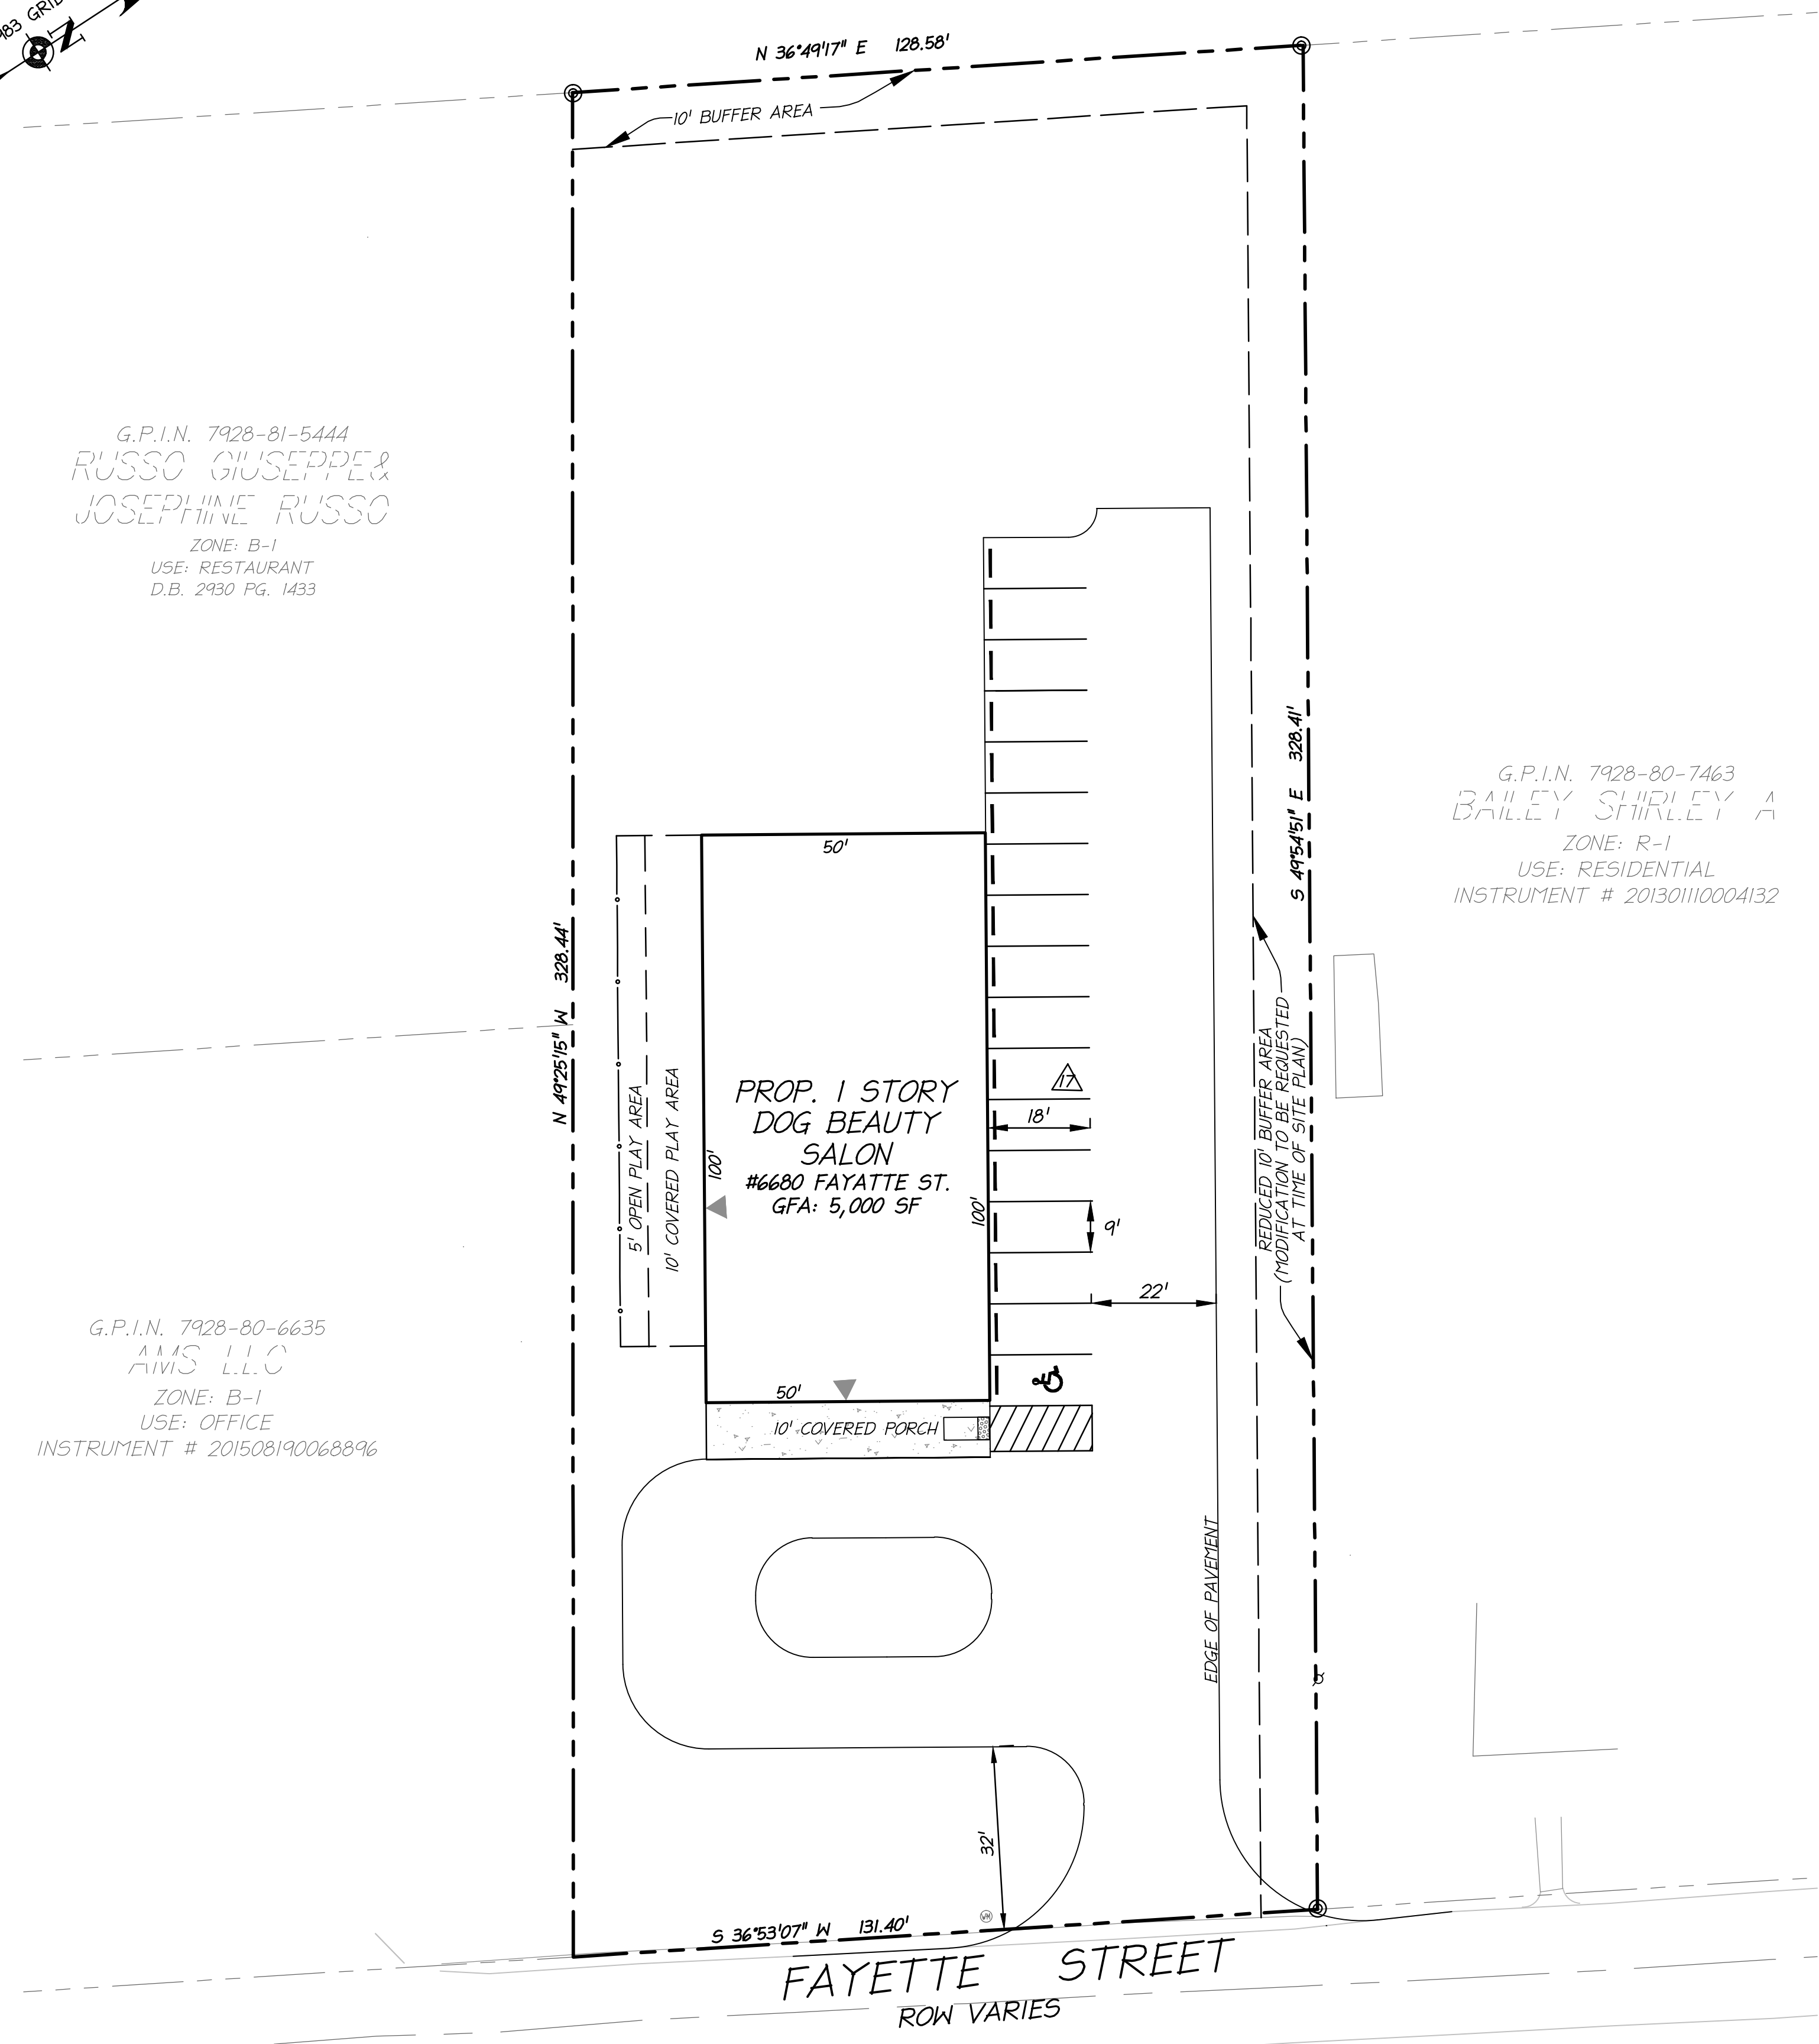 983 GRID
N
N 36°49'17" E 128.58'
10' BUFFER AREA
G.P.I.N. 7928-81-5444
RUSSO GIUSEPPE&
JOSEPHINE RUSSO
ZONE: B-1
USE: RESTAURANT
D.B. 2930 PG. 1433
S 49°54'51" E 328.41'
G.P.I.N. 7928-80-7463
BAILEY SHIRLEY A
ZONE: R-1
USE: RESIDENTIAL
INSTRUMENT # 201301110004132
N 49°25'15" W 328.44'
50'
5' OPEN PLAY AREA
10' COVERED PLAY AREA
100'
PROP. 1 STORY
DOG BEAUTY
SALON
#6680 FAYATTE ST.
GFA: 5,000 SF
100'
17
18'
9'
22'
REDUCED 10' BUFFER AREA
(MODIFICATION TO BE REQUESTED
AT TIME OF SITE PLAN)
G.P.I.N. 7928-80-6635
AMS LLC
ZONE: B-1
USE: OFFICE
INSTRUMENT # 201508190068896
50'
10' COVERED PORCH
EDGE OF PAVEMENT
32'
WM
S 36°53'07" W 131.40'
FAYETTE STREET
ROW VARIES